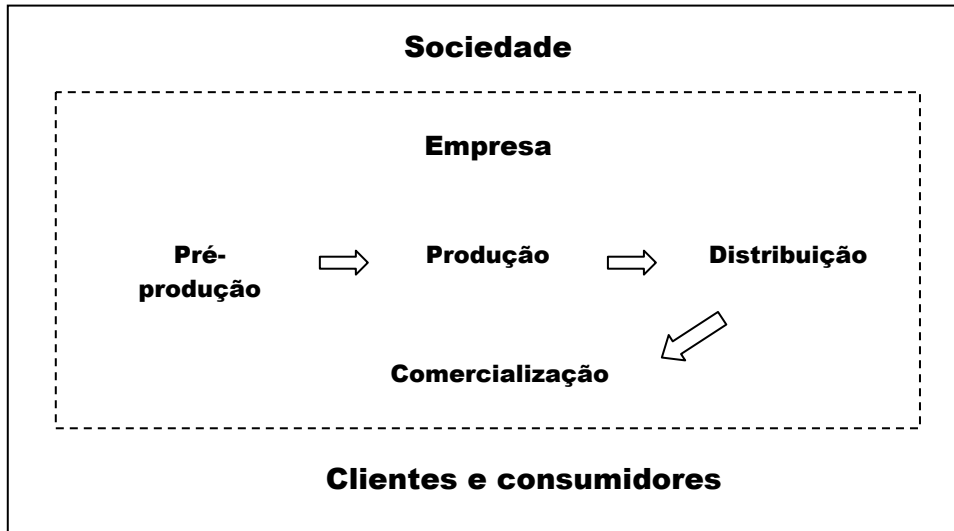 Sociedade
Empresa
Pré-
produção
Produção
Distribuição
Comercialização
Clientes e consumidores